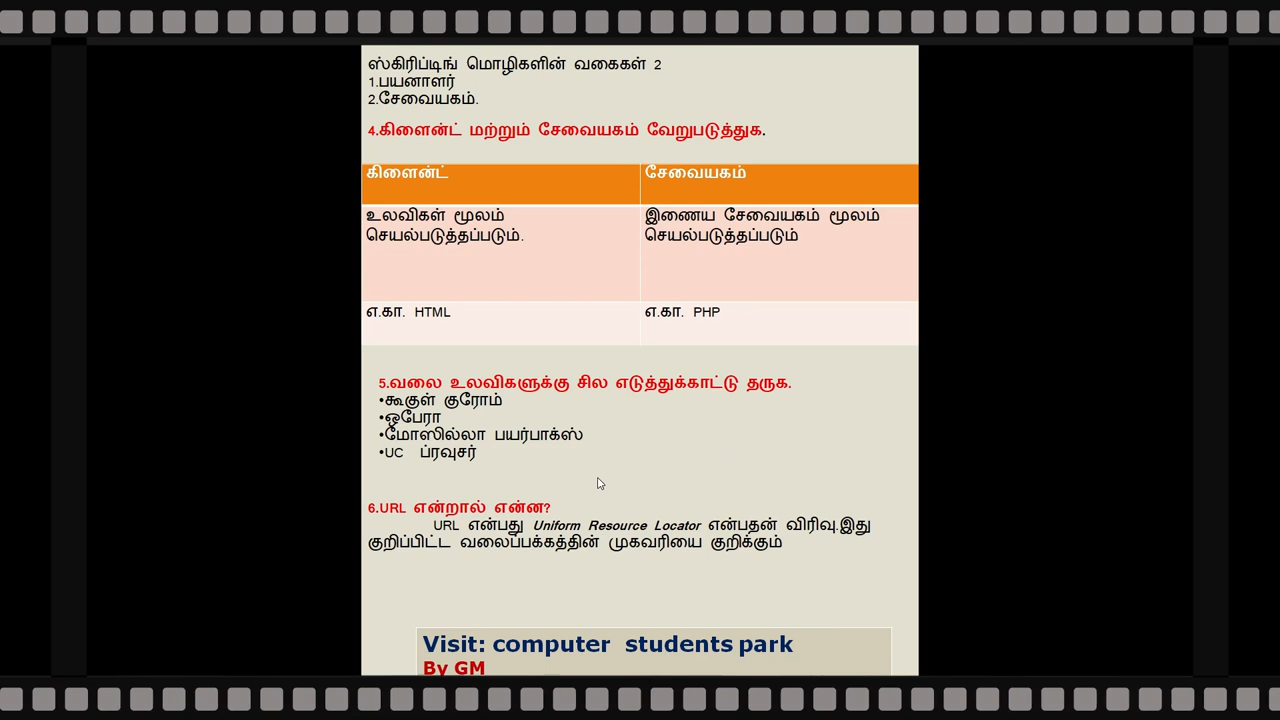 ஸ்கிரிப்டிங் மொழிகளின் வகைகள் 2
1.பயனாளர்
2.சேவையகம்.
4.கிளைன்ட் மற்றும் சேவையகம் வேறுபடுத்துக.
கிளைன்ட் சேவையகம்
உலவிகள் மூலம் இணைய சேவையகம் மூலம்
செயல்படுத்தப்படும். செயல்படுத்தப்படும்
எ.கா. HTML எ.கா. PHP
5.வலை உலவிகளுக்கு சில எடுத்துக்காட்டு தருக.
•கூகுள் குரோம்
•ஒபேரா
•மோஸில்லா பயர்பாக்ஸ்
•UC ப்ரவுசர்
6.URL என்றால் என்ன?
URL என்பது Uniform Resource Locator என்பதன் விரிவு.இது
குறிப்பிட்ட வலைப்பக்கத்தின் முகவரியை குறிக்கும்
Visit: computer students park
By GM